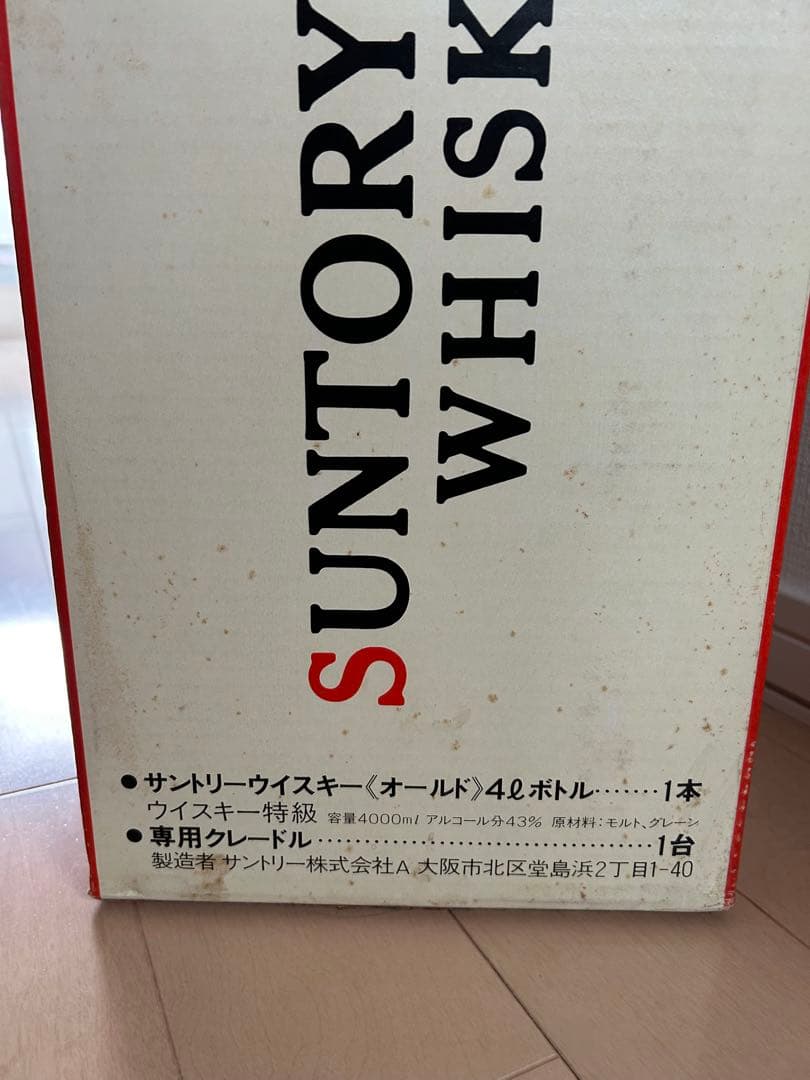 SUNTORY
WHISK
●サントリーウイスキー《オールド》4ℓボトル‥‥‥‥1本
ウイスキー特級 容量4000mℓ アルコール分43% 原材料:モルト、グレーン
●専用クレードル‥‥‥‥‥‥‥‥‥‥‥‥‥‥1台
製造者 サントリー株式会社A 大阪市北区堂島浜2丁目1-40